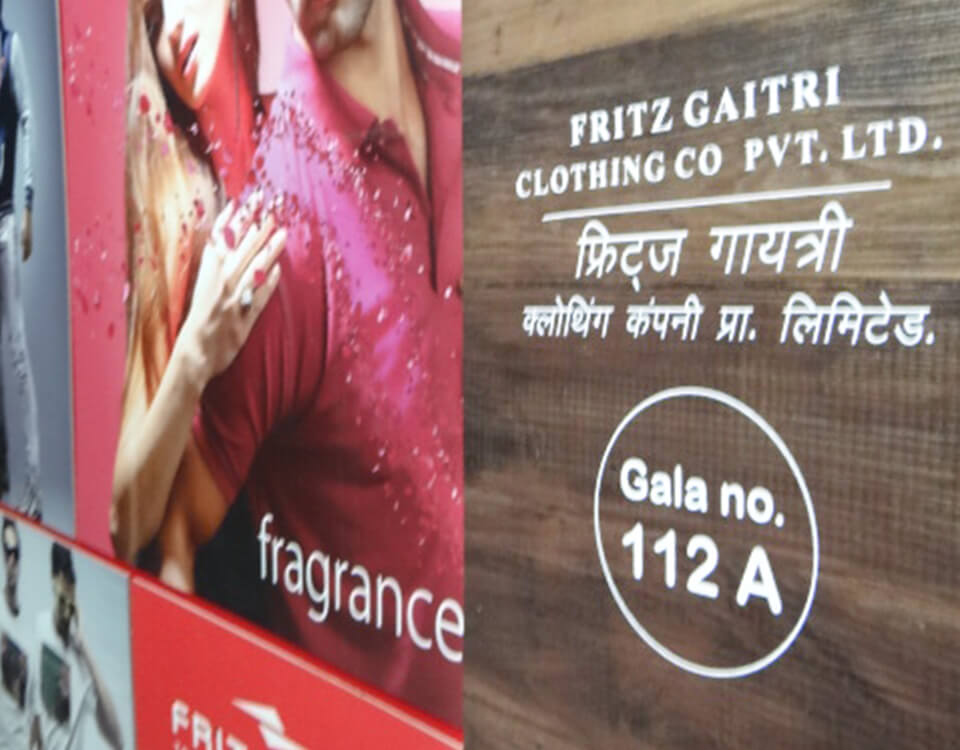 fragrance
FRITZ GAITRI
CLOTHING CO PVT. LTD.
फ्रिट्ज गायत्री
क्लोथिंग कंपनी प्रा. लिमिटेड.
Gala no.
112 A